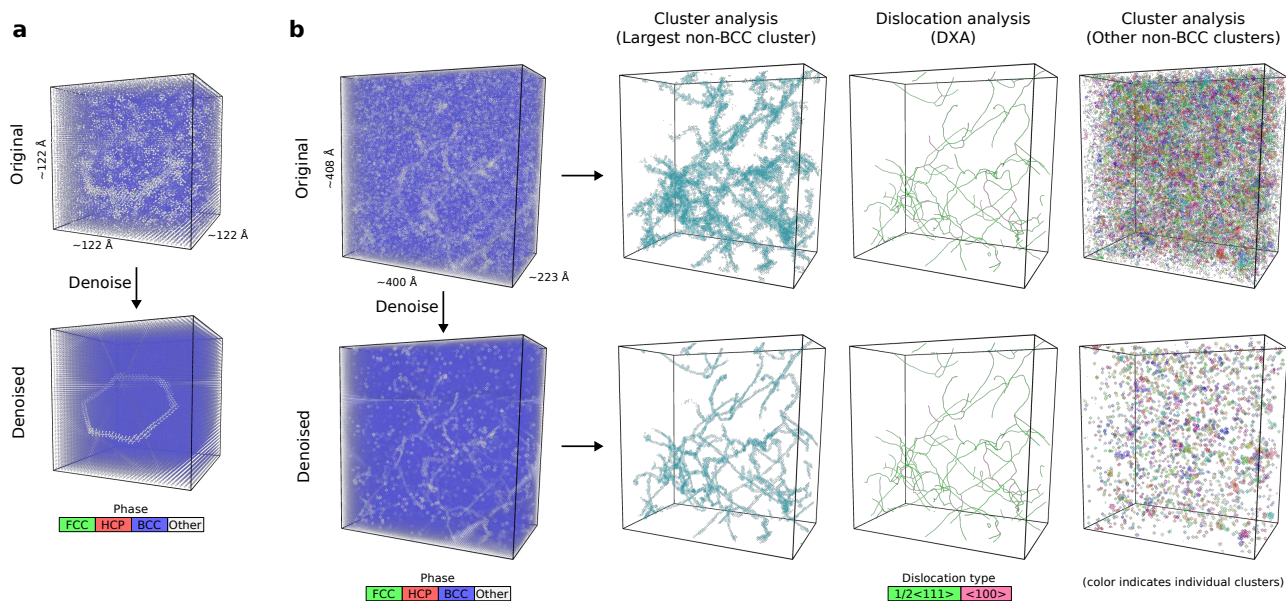 a
Original
~122 Å
~122 Å
~122 Å
Denoise
Denoised
Phase
FCC HCP BCC Other
b
Cluster analysis
(Largest non-BCC cluster)
Dislocation analysis
(DXA)
Cluster analysis
(Other non-BCC clusters)
Original
~408 Å
~400 Å
~223 Å
Denoise
Denoised
Phase
FCC HCP BCC Other
Dislocation type
1/2<111> <100>
(color indicates individual clusters)